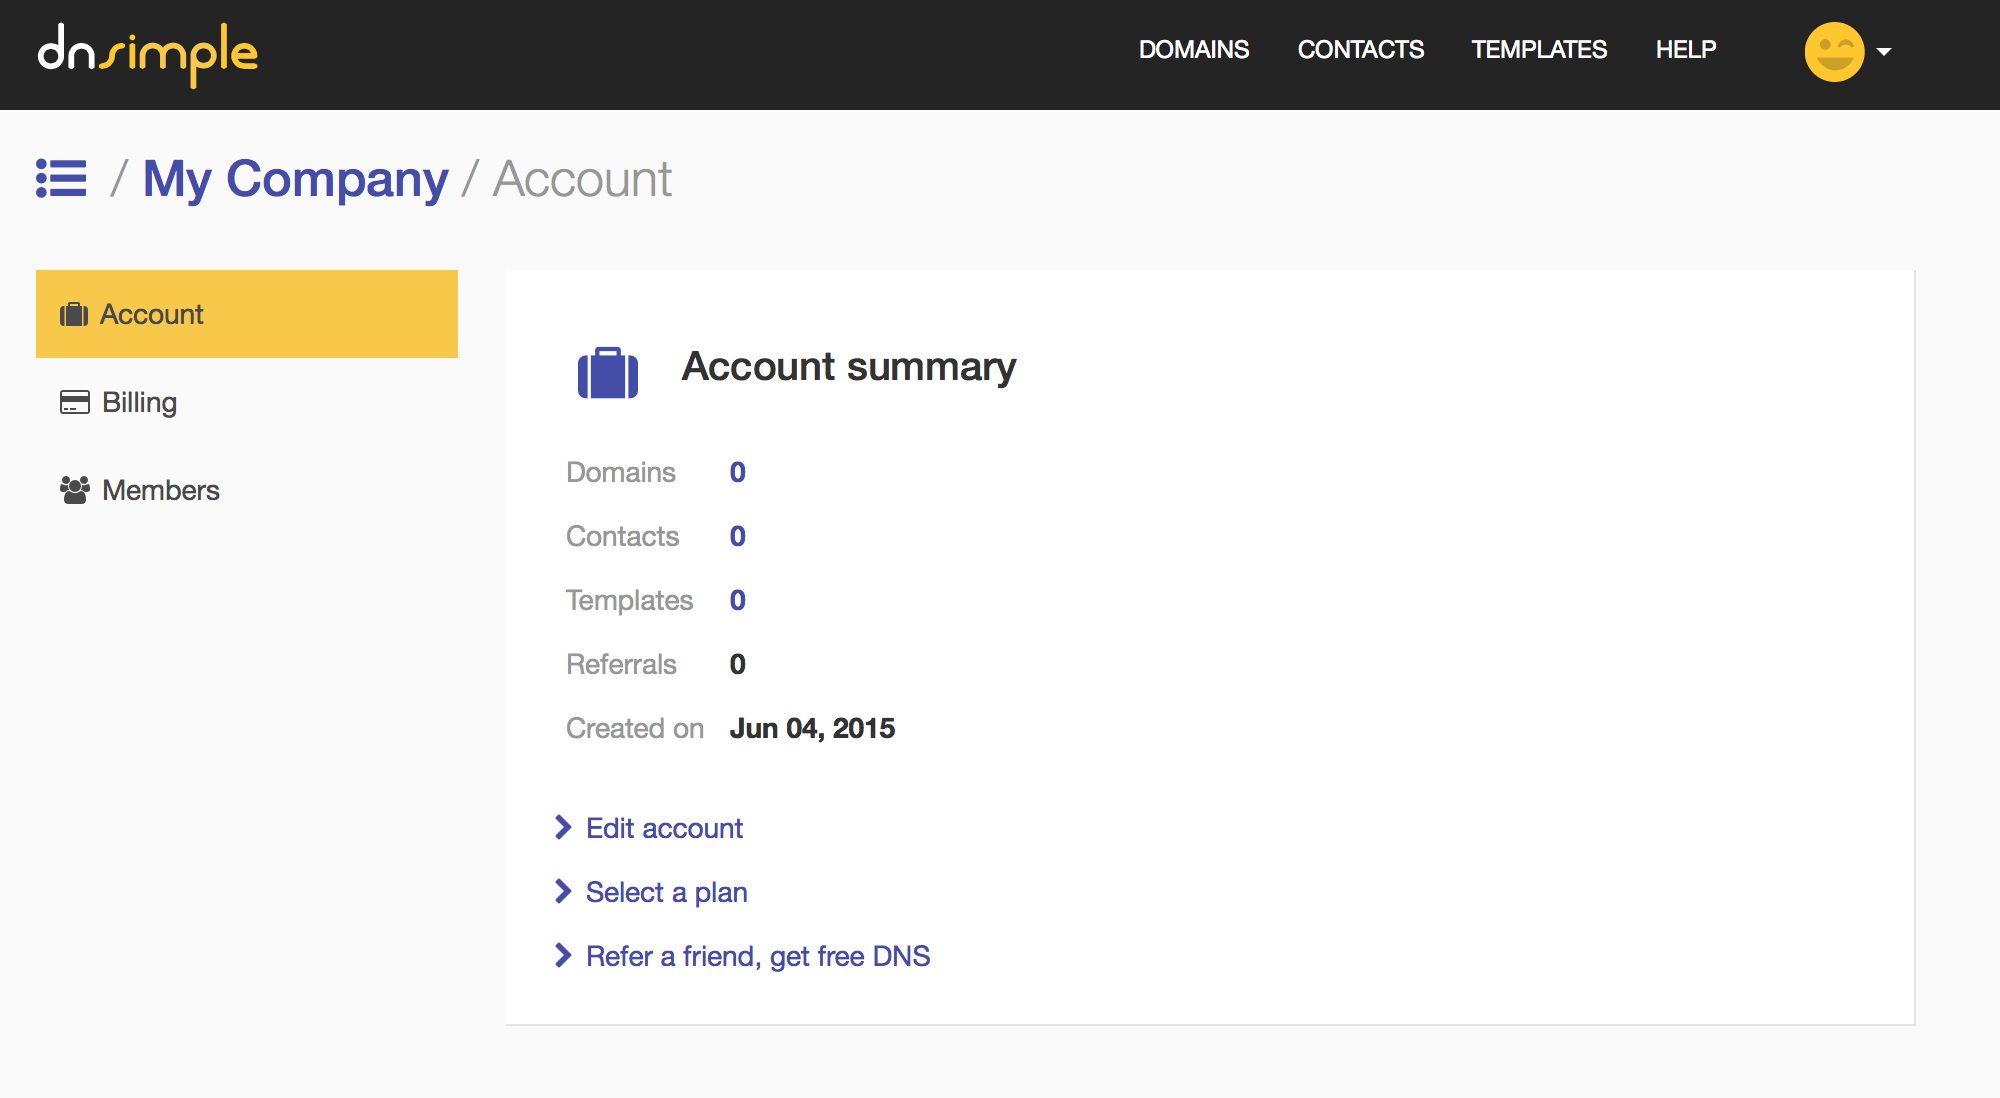 dnsimple
DOMAINS CONTACTS TEMPLATES HELP
/ My Company / Account
Account
Billing
Members
Account summary
Domains 0
Contacts 0
Templates 0
Referrals 0
Created on Jun 04, 2015
Edit account
Select a plan
Refer a friend, get free DNS